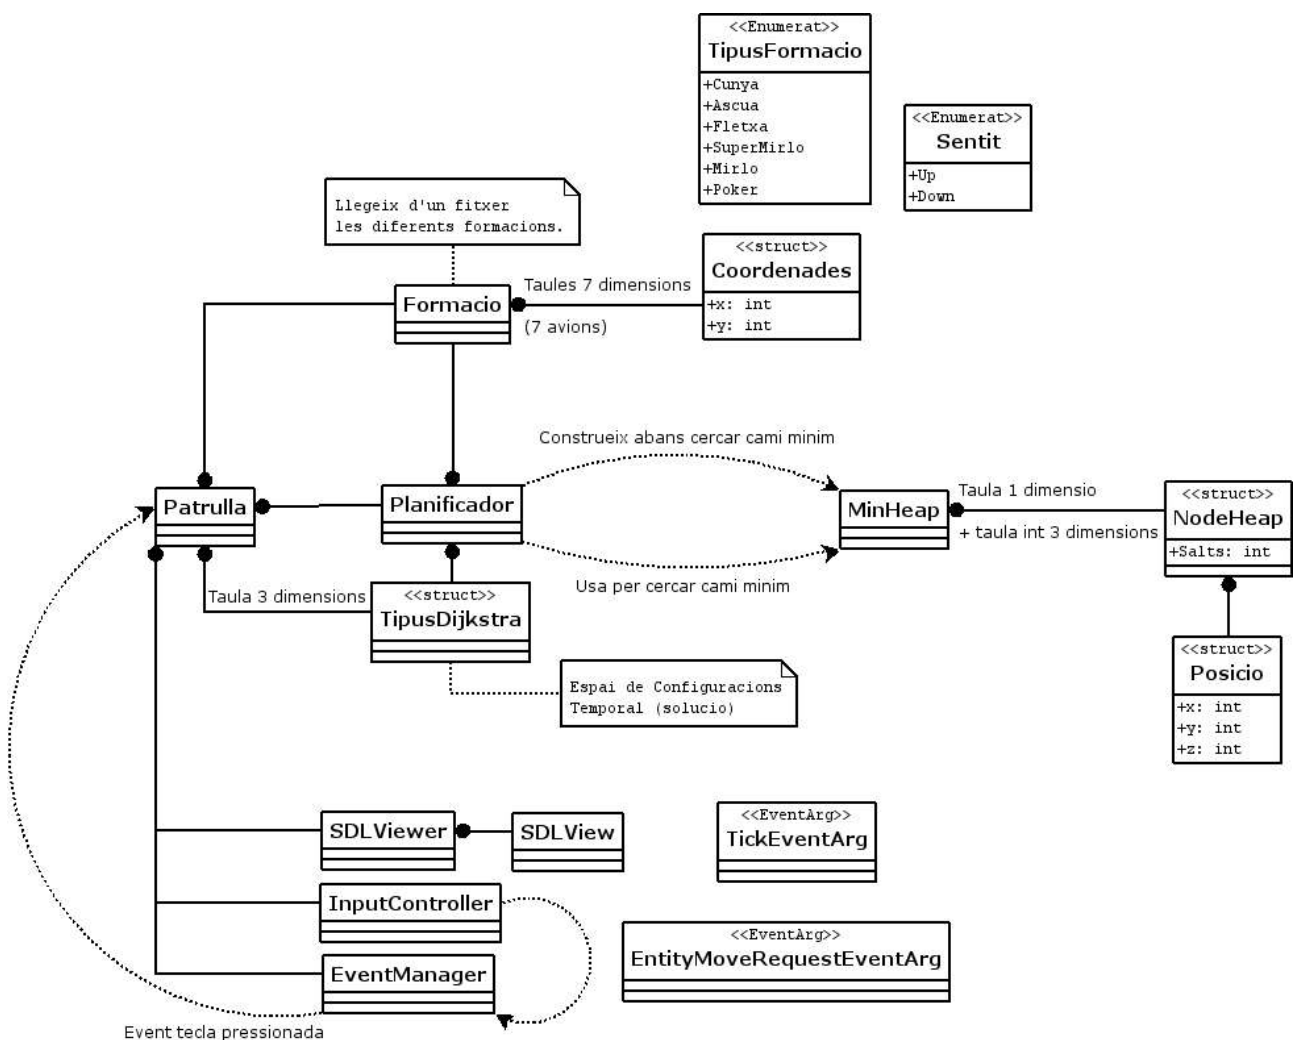 <<Enumerat>>
TipusFormacio
+Cunya
+Ascua
+Fletxa
+SuperMirlo
+Mirlo
+Poker
<<Enumerat>>
Sentit
+Up
+Down
Llegeix d'un fitxer
les diferents formacions.
<<struct>>
Coordenades
+x: int
+y: int
Formacio
Taules 7 dimensions
(7 avions)
Construeix abans cercar cami minim
Patrulla
Planificador
MinHeap
Taula 1 dimensio
+ taula int 3 dimensions
<<struct>>
NodeHeap
+Salts: int
Usa per cercar cami minim
Taula 3 dimensions
<<struct>>
TipusDijkstra
Espai de Configuracions
Temporal (solucio)
<<struct>>
Posicio
+x: int
+y: int
+z: int
SDLViewer
SDLView
<<EventArg>>
TickEventArg
InputController
<<EventArg>>
EntityMoveRequestEventArg
EventManager
Event tecla pressionada